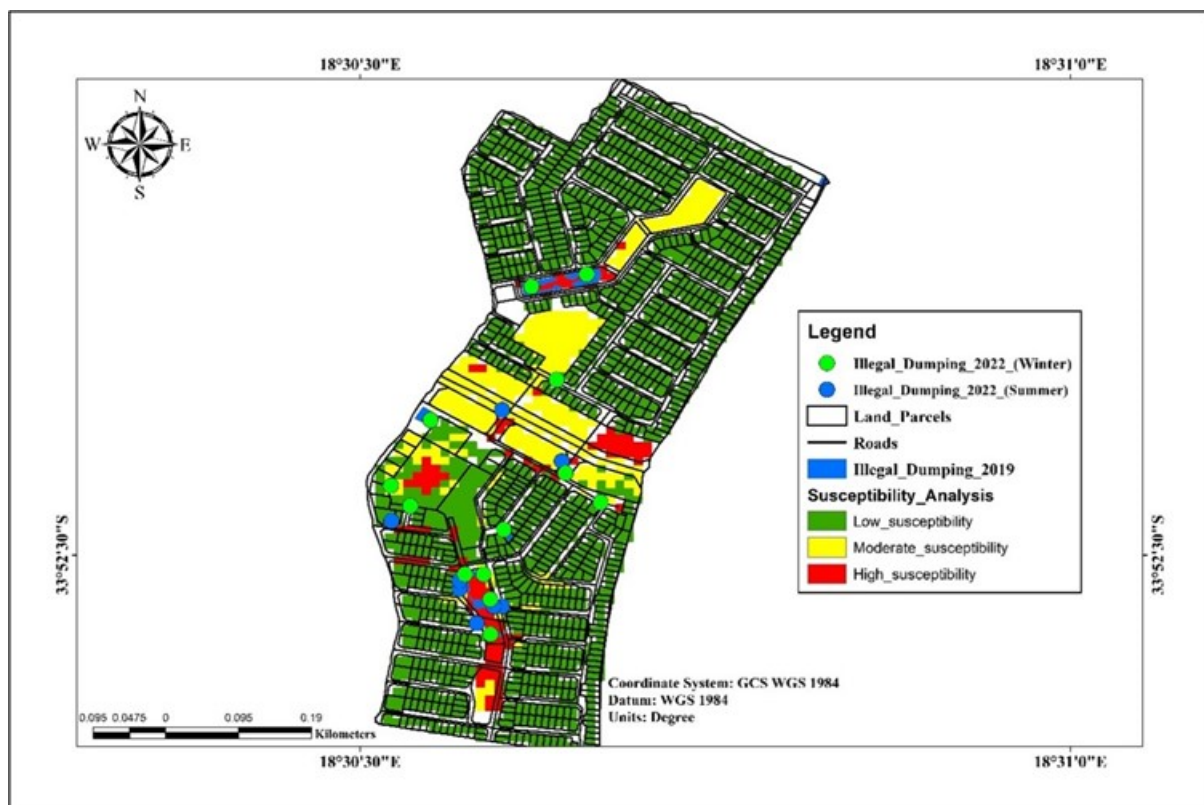 18°30'30"E
18°31'0"E
N
W
E
S
Legend
Illegal_Dumping_2022_(Winter)
Illegal_Dumping_2022_(Summer)
Land_Parcels
Roads
Illegal_Dumping_2019
Susceptibility_Analysis
Low_susceptibility
Moderate_susceptibility
High_susceptibility
33°52'30"S
33°52'30"S
Coordinate System: GCS WGS 1984
Datum: WGS 1984
Units: Degree
0.095 0.0475 0 0.095 0.19
Kilometers
18°30'30"E
18°31'0"E